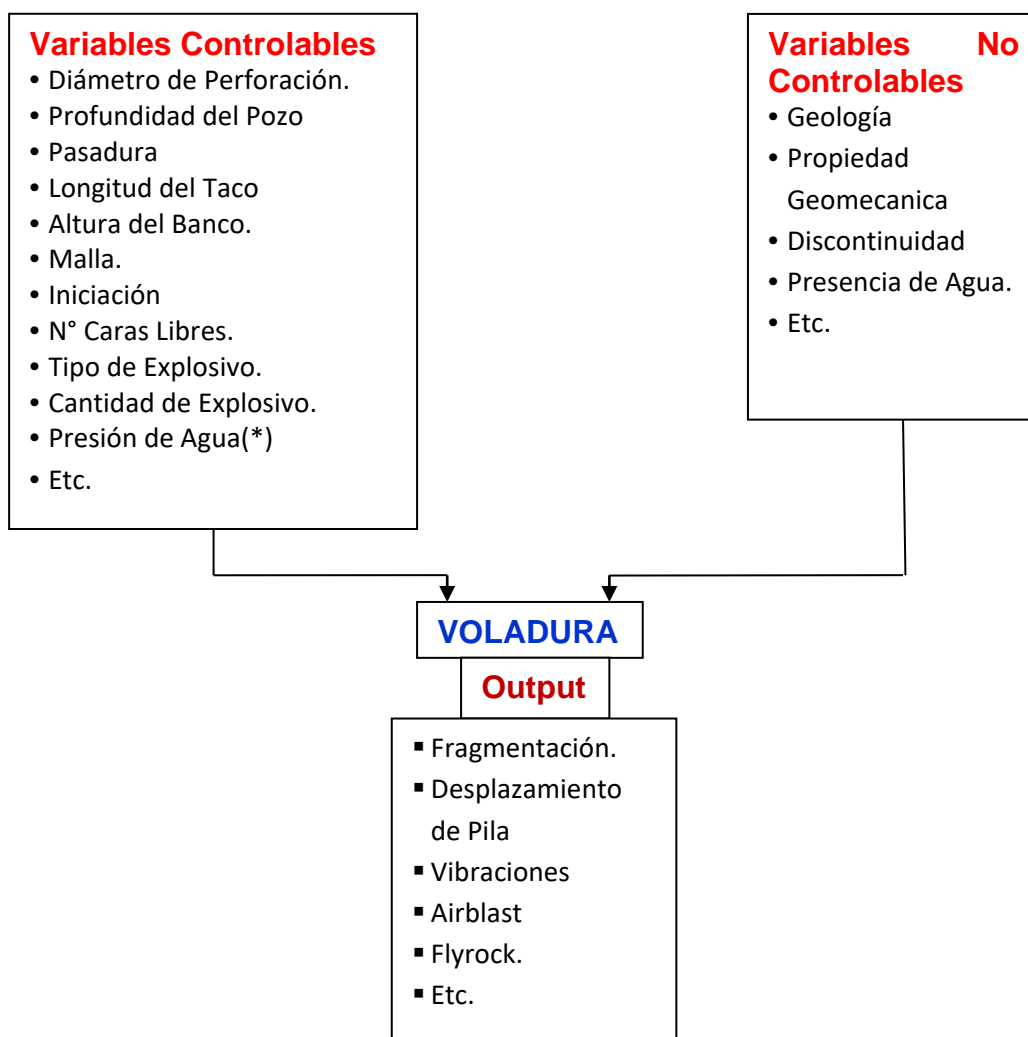 Variables Controlables
• Diámetro de Perforación.
• Profundidad del Pozo
• Pasadura
• Longitud del Taco
• Altura del Banco.
• Malla.
• Iniciación
• N° Caras Libres.
• Tipo de Explosivo.
• Cantidad de Explosivo.
• Presión de Agua(*)
• Etc.
Variables No
Controlables
• Geología
• Propiedad
Geomecanica
• Discontinuidad
• Presencia de Agua.
• Etc.
VOLADURA
Output
▪ Fragmentación.
▪ Desplazamiento
de Pila
▪ Vibraciones
▪ Airblast
▪ Flyrock.
▪ Etc.